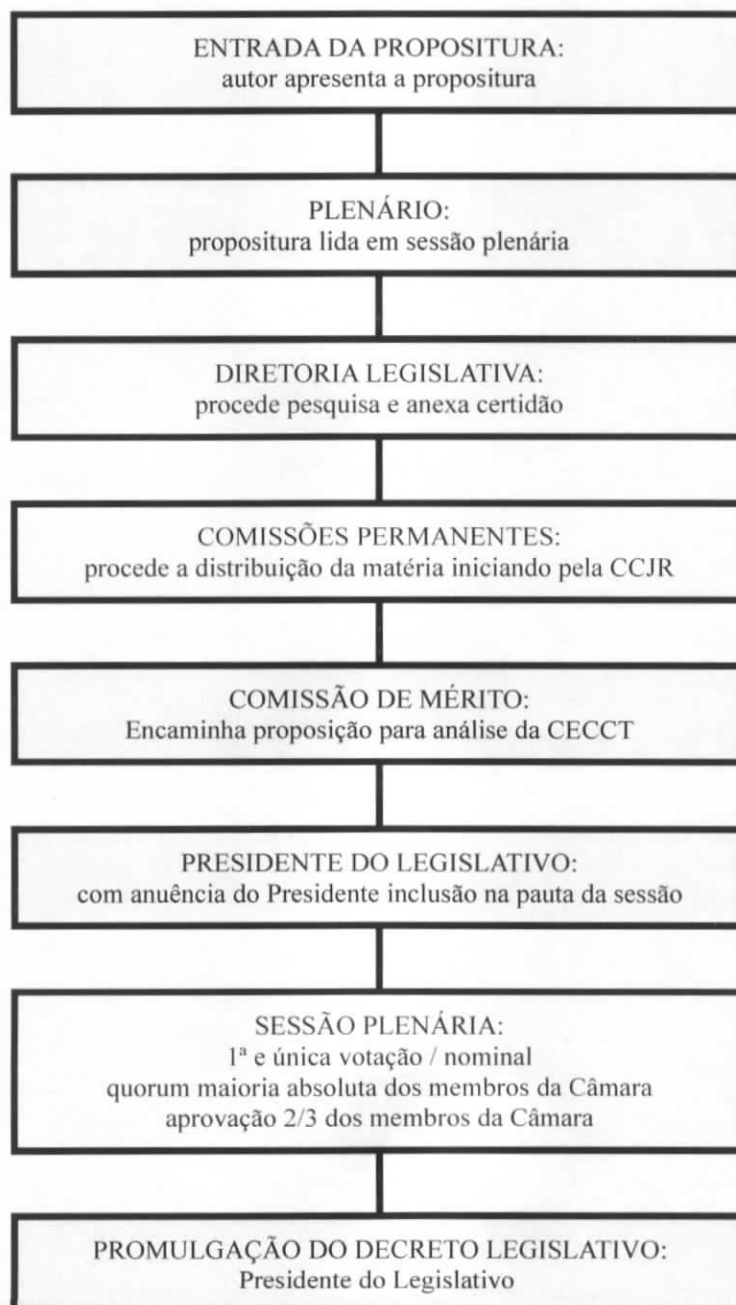 ENTRADA DA PROPOSITURA:
autor apresenta a propositura
PLENÁRIO:
propositura lida em sessão plenária
DIRETORIA LEGISLATIVA:
procede pesquisa e anexa certidão
COMISSÕES PERMANENTES:
procede a distribuição da matéria iniciando pela CCJR
COMISSÃO DE MÉRITO:
Encaminha proposição para análise da CECCT
PRESIDENTE DO LEGISLATIVO:
com anuência do Presidente inclusão na pauta da sessão
SESSÃO PLENÁRIA:
1ª e única votação / nominal
quorum maioria absoluta dos membros da Câmara
aprovação 2/3 dos membros da Câmara
PROMULGAÇÃO DO DECRETO LEGISLATIVO:
Presidente do Legislativo